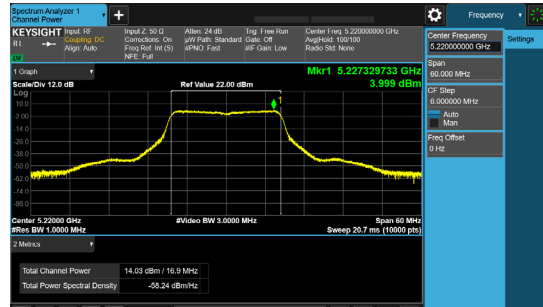 Spectrum Analyzer 1
Channel Power
+
Frequency
KEYSIGHT
R L
Input: RF
Coupling: DC
Align: Auto
Input Z: 50 Ω
Corrections: On
Freq Ref: Int (S)
NFE: Full
Atten: 24 dB
µW Path: Standard
#PNO: Fast
Trig: Free Run
Gate: Off
#IF Gain: Low
Center Freq: 5.220000000 GHz
Avg|Hold: 100/100
Radio Std: None
Center Frequency
5.220000000 GHz
Settings
Span
60.000 MHz
CF Step
6.000000 MHz
Auto
Man
Freq Offset
0 Hz
1 Graph
Mkr1 5.227329733 GHz
3.999 dBm
Scale/Div 12.0 dB
Ref Value 22.00 dBm
Log
1
10.0
2.00
-14.0
-26.0
-38.0
-50.0
-62.0
-74.0
-86.0
Center 5.22000 GHz
#Video BW 3.0000 MHz
Span 60 MHz
#Res BW 1.0000 MHz
Sweep 20.7 ms (10000 pts)
2 Metrics
Total Channel Power 14.03 dBm / 16.9 MHz
Total Power Spectral Density -58.24 dBm/Hz